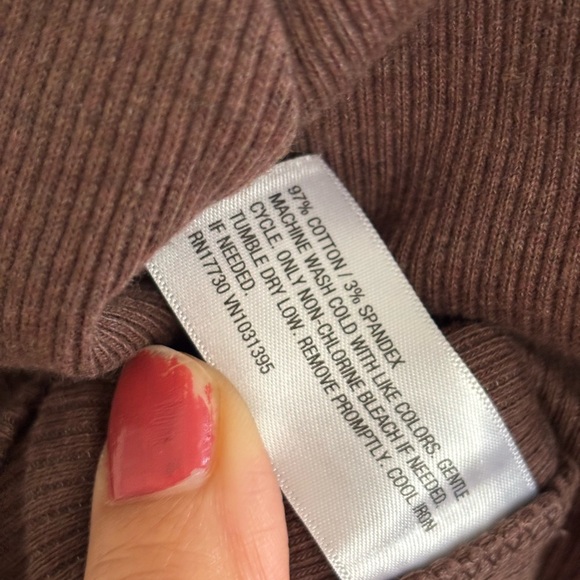 97% COTTON / 3% SPANDEX
MACHINE WASH COLD WITH LIKE COLORS. GENTLE
CYCLE. ONLY NON-CHLORINE BLEACH IF NEEDED.
TUMBLE DRY LOW. REMOVE PROMPTLY. COOL IRON
IF NEEDED.
RN17730 VN1031395